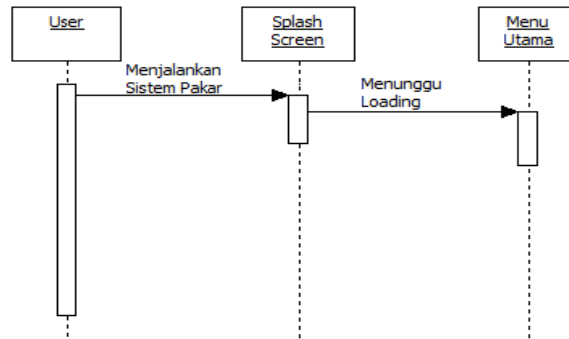 User
Splash
Screen
Menu
Utama
Menjalankan
Sistem Pakar
Menunggu
Loading